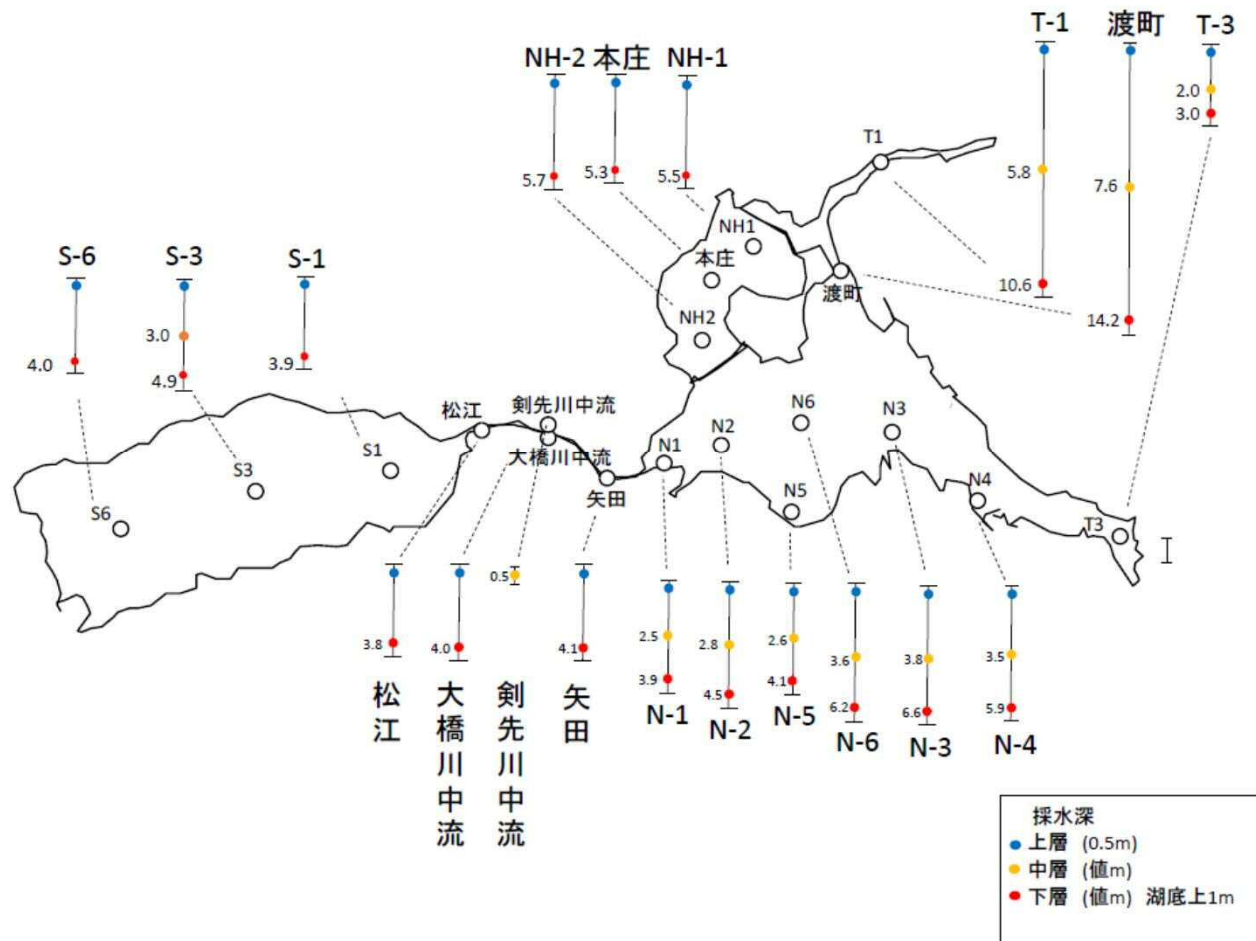 T-1
渡町
T-3
NH-2
本庄
NH-1
2.0
3.0
T1
5.8
7.6
5.7
5.3
5.5
NH1
本庄
渡町
10.6
14.2
NH2
S-6
S-3
S-1
3.0
4.0
4.9
3.9
松江
剣先川中流
大橋川中流
矢田
S1
S3
S6
N1
N2
N6
N3
N5
N4
T3
3.8
4.0
0.5
4.1
2.5
3.9
2.8
4.5
2.6
4.1
3.6
6.2
3.8
6.6
3.5
5.9
松江
大橋川中流
剣先川中流
矢田
N-1
N-2
N-5
N-6
N-3
N-4
採水深
上層 (0.5m)
中層 (値m)
下層 (値m) 湖底上1m